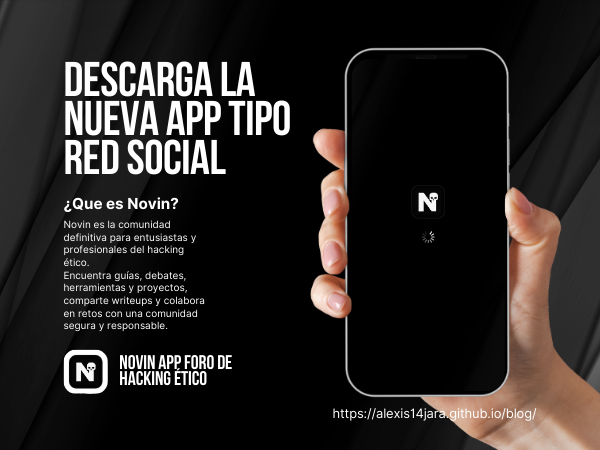 DESCARGA LA
NUEVA APP TIPO
RED SOCIAL
¿Que es Novin?
Novin es la comunidad
definitiva para entusiastas y
profesionales del hacking
ético.
Encuentra guías, debates,
herramientas y proyectos,
comparte writeups y colabora
en retos con una comunidad
segura y responsable.
N
N
NOVIN APP FORO DE
HACKING ÉTICO
https://alexis14jara.github.io/blog/